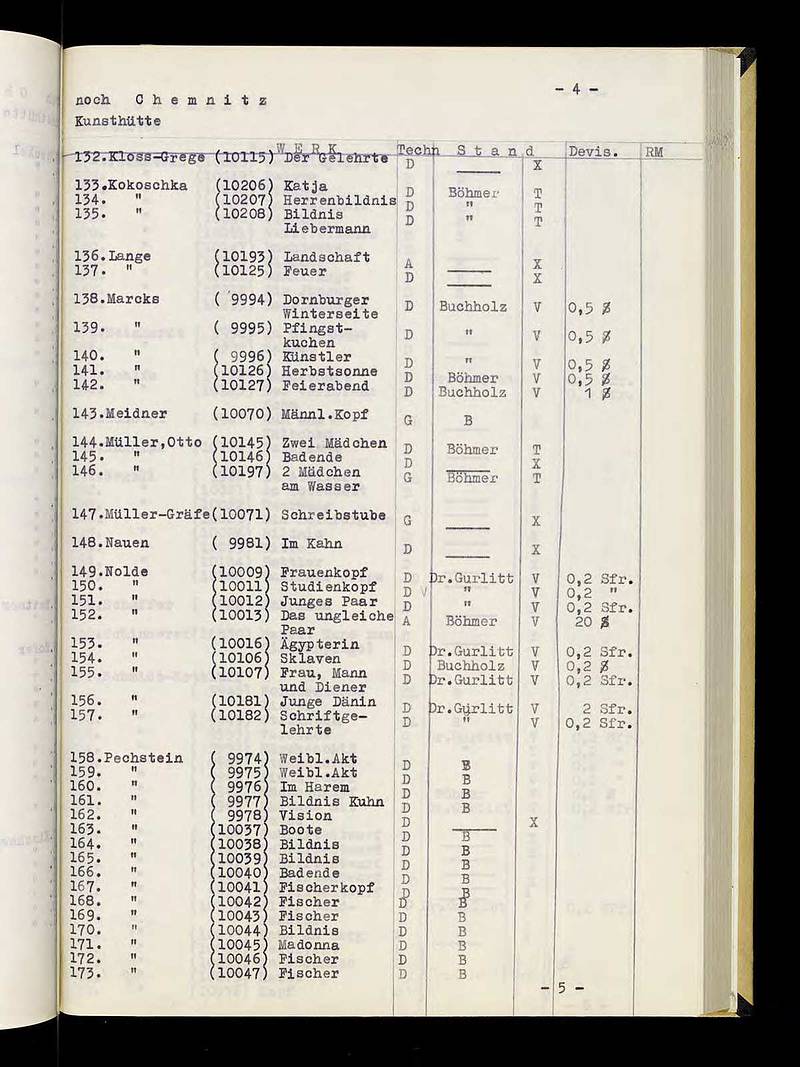 - 4 -
noch C h e m n i t z
Kunsthütte
W E R K Techn S t a n d Devis. RM
132.Kloss-Grege (10115) Der Gelehrte D _____ X
133.Kokoschka (10206) Katja D Böhmer T
134. " (10207) Herrenbildnis D " T
135. " (10208) Bildnis D " T
Liebermann
136.Lange (10193) Landschaft A _____ X
137. " (10125) Feuer D _____ X
138.Marcks ( 9994) Dornburger D Buchholz V 0,5 $
Winterseite
139. " ( 9995) Pfingst- D " V 0,5 $
kuchen
140. " ( 9996) Künstler D " V 0,5 $
141. " (10126) Herbstsonne D Böhmer V 0,5 $
142. " (10127) Feierabend D Buchholz V 1 $
143.Meidner (10070) Männl.Kopf G B
144.Müller,Otto (10145) Zwei Mädchen D Böhmer T
145. " (10146) Badende D _____ X
146. " (10197) 2 Mädchen G Böhmer T
am Wasser
147.Müller-Gräfe(10071) Schreibstube G _____ X
148.Nauen ( 9981) Im Kahn D _____ X
149.Nolde (10009) Frauenkopf D Dr.Gurlitt V 0,2 Sfr.
150. " (10011) Studienkopf D V " V 0,2 "
151. " (10012) Junges Paar D " V 0,2 Sfr.
152. " (10013) Das ungleiche A Böhmer V 20 $
Paar
153. " (10016) Ägypterin D Dr.Gurlitt V 0,2 Sfr.
154. " (10106) Sklaven D Buchholz V 0,2 $
155. " (10107) Frau, Mann D Dr.Gurlitt V 0,2 Sfr.
und Diener
156. " (10181) Junge Dänin D Dr.Gurlitt V 2 Sfr.
157. " (10182) Schriftge- D " V 0,2 Sfr.
lehrte
158.Pechstein ( 9974) Weibl.Akt D B
159. " ( 9975) Weibl.Akt D B
160. " ( 9976) Im Harem D B
161. " ( 9977) Bildnis Kuhn D B
162. " ( 9978) Vision D _____ X
163. " (10037) Boote D B
164. " (10038) Bildnis D B
165. " (10039) Bildnis D B
166. " (10040) Badende D B
167. " (10041) Fischerkopf D B
168. " (10042) Fischer D B
169. " (10043) Fischer D B
170. " (10044) Bildnis D B
171. " (10045) Madonna D B
172. " (10046) Fischer D B
173. " (10047) Fischer D B
- 5 -